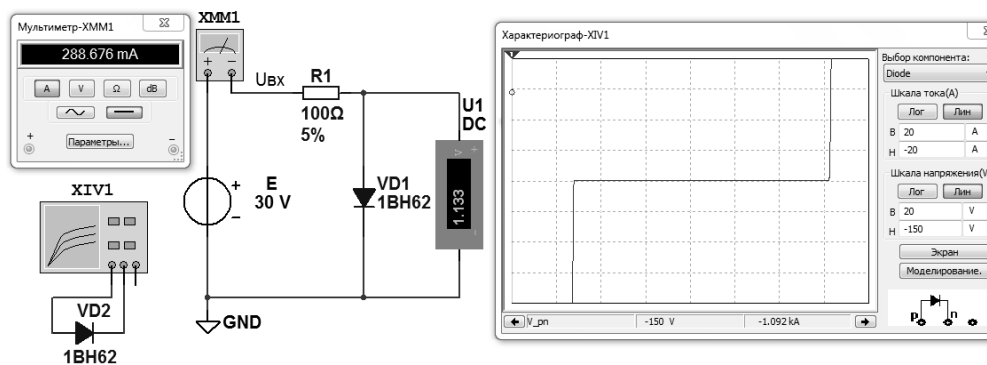 Мультиметр-XMM1
288.676 mA
A
V
Ω
dB
+
Параметры...
−
XMM1
+ −
Uвх
R1
100Ω
5%
U1
DC
V
+
1.133
E
30 V
+
−
VD1
1BH62
GND
XIV1
VD2
1BH62
Характериограф-XIV1
V_pn
-150 V
-1.092 kA
Выбор компонента:
Diode
Шкала тока(А)
Лог
Лин
В 20 A
Н -20 A
Шкала напряжения(V
Лог
Лин
В 20 V
Н -150 V
Экран
Моделирование.
p n